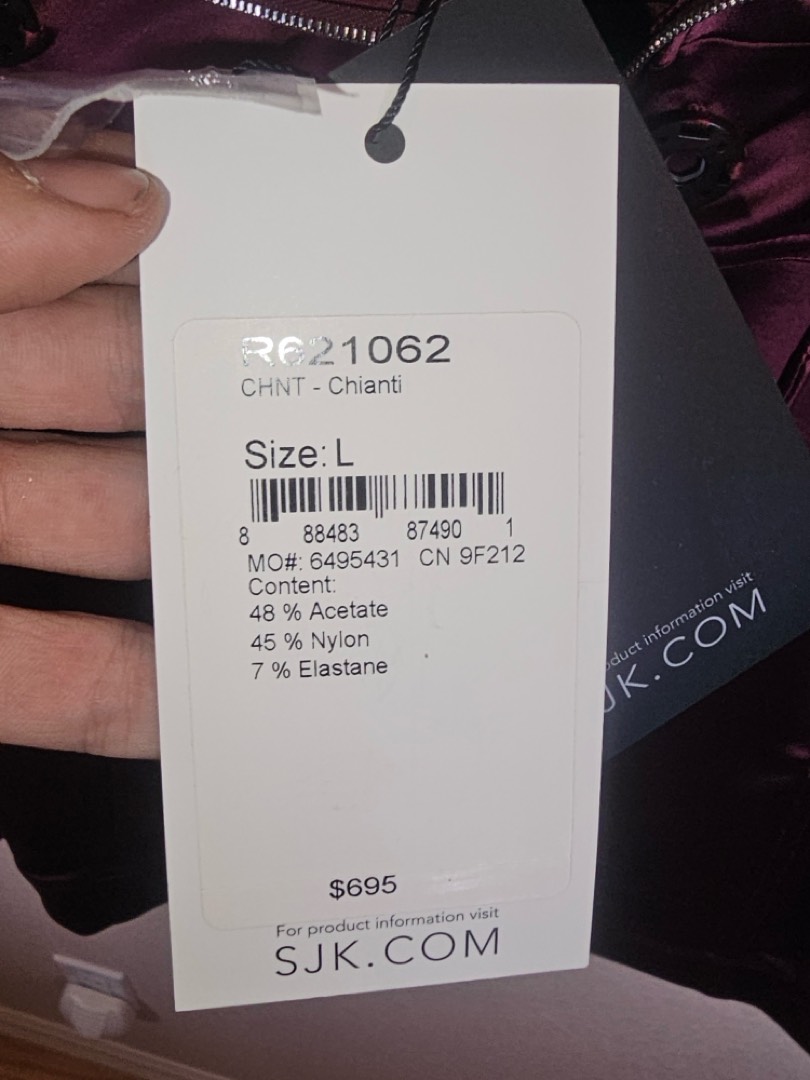 R621062
CHNT - Chianti
Size: L
8 88483 87490 1
MO#: 6495431 CN 9F212
Content:
48 % Acetate
45 % Nylon
7 % Elastane
$695
For product information visit
SJK.COM
information visit
JK.COM